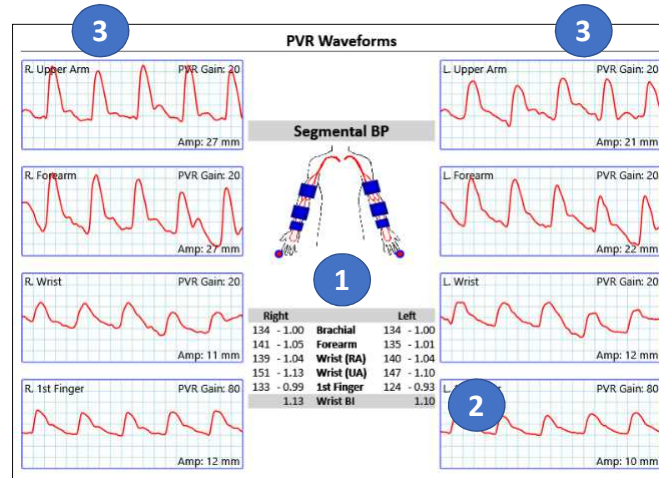 3
3
PVR Waveforms
R. Upper Arm PVR Gain: 20
Amp: 27 mm
L. Upper Arm PVR Gain: 20
Amp: 21 mm
Segmental BP
R. Forearm PVR Gain: 20
Amp: 27 mm
L. Forearm PVR Gain: 20
Amp: 22 mm
1
R. Wrist PVR Gain: 20
Amp: 11 mm
L. Wrist PVR Gain: 20
Amp: 12 mm
Right Left
134 - 1.00 Brachial 134 - 1.00
141 - 1.05 Forearm 135 - 1.01
139 - 1.04 Wrist (RA) 140 - 1.04
151 - 1.13 Wrist (UA) 147 - 1.10
133 - 0.99 1st Finger 124 - 0.93
1.13 Wrist BI 1.10
R. 1st Finger PVR Gain: 80
Amp: 12 mm
2
L. PVR Gain: 80
Amp: 10 mm